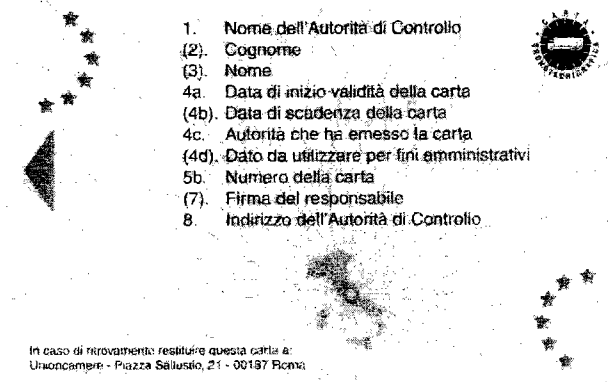 1. Nome dell'Autorità di Controllo
(2). Cognome
(3). Nome
4a. Data di inizio validità della carta
(4b). Data di scadenza della carta
4c. Autorità che ha emesso la carta
(4d). Dato da utilizzare per fini amministrativi
5b. Numero della carta
(7). Firma del responsabile
8. Indirizzo dell'Autorità di Controllo
CARTA TACHIGRAFICA
In caso di ritrovamento restituire questa carta a:
Unioncamere - Piazza Sallustio, 21 - 00187 Roma